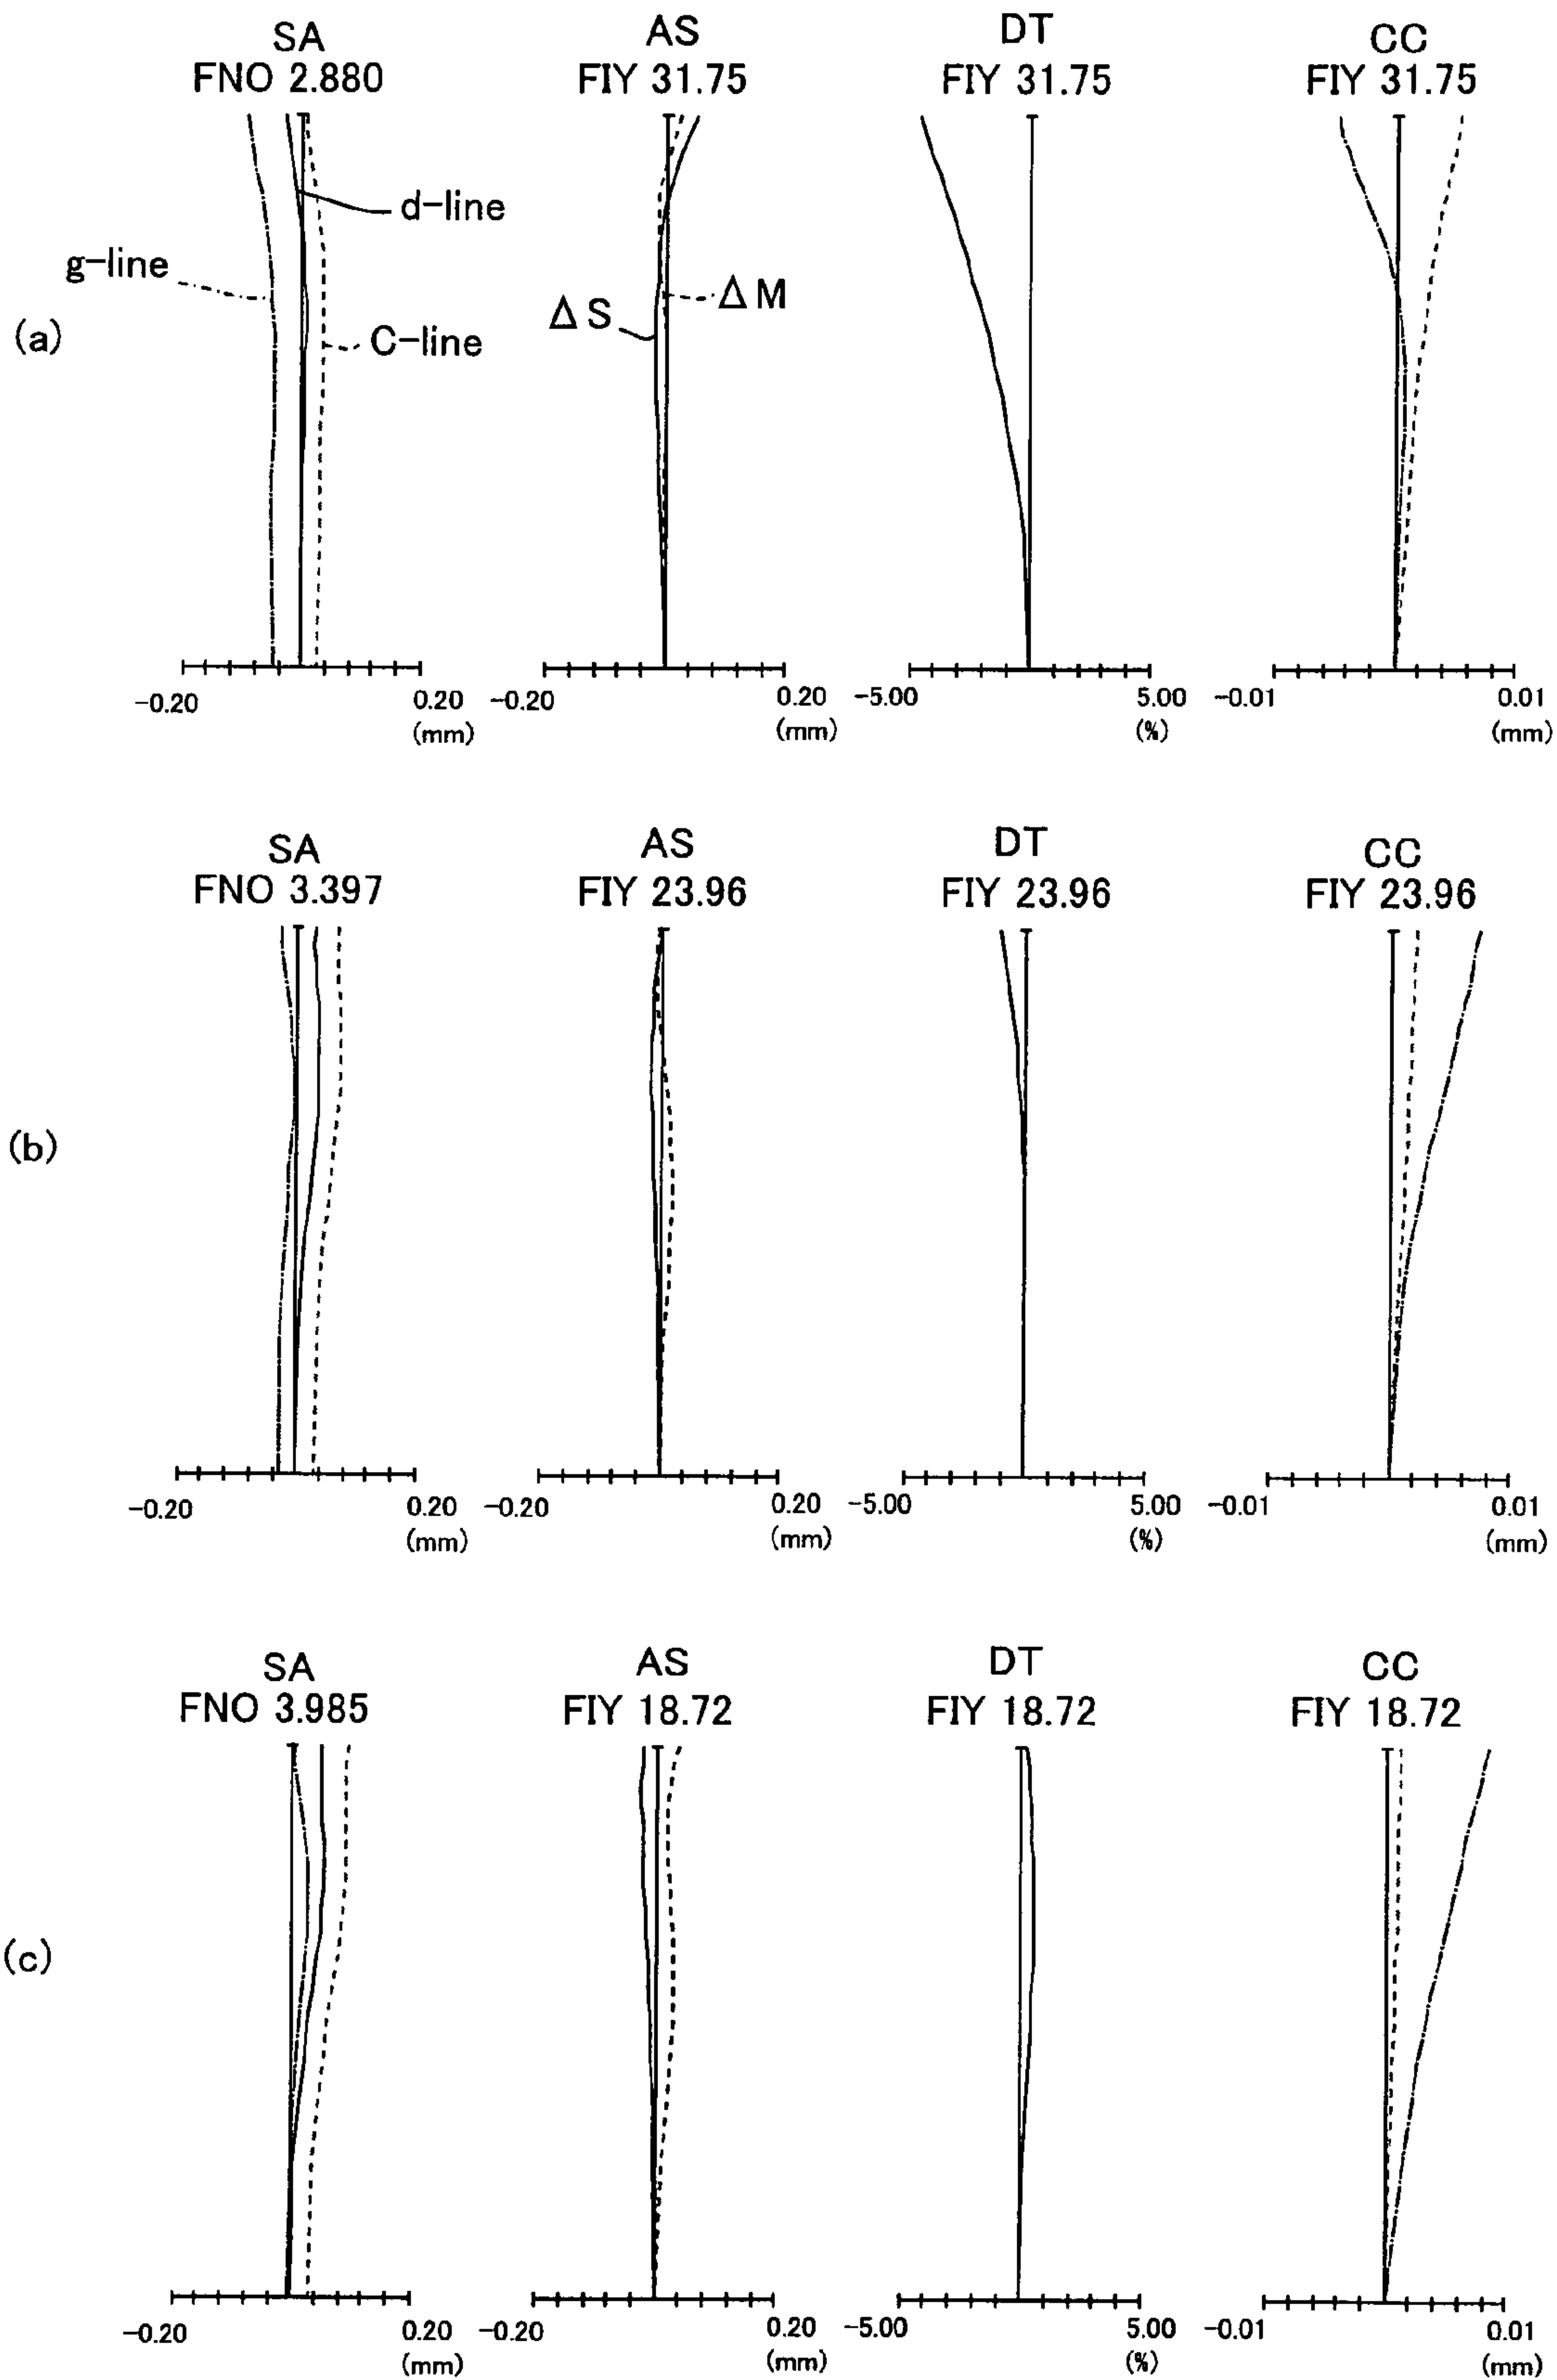 SA
FNO 2.880
AS
FIY 31.75
DT
FIY 31.75
CC
FIY 31.75
(a)
g-line
d-line
C-line
ΔS
ΔM
-0.20
0.20
(mm)
-0.20
0.20
(mm)
-5.00
5.00
(%)
-0.01
0.01
(mm)
SA
FNO 3.397
AS
FIY 23.96
DT
FIY 23.96
CC
FIY 23.96
(b)
-0.20
0.20
(mm)
-0.20
0.20
(mm)
-5.00
5.00
(%)
-0.01
0.01
(mm)
SA
FNO 3.985
AS
FIY 18.72
DT
FIY 18.72
CC
FIY 18.72
(c)
-0.20
0.20
(mm)
-0.20
0.20
(mm)
-5.00
5.00
(%)
-0.01
0.01
(mm)